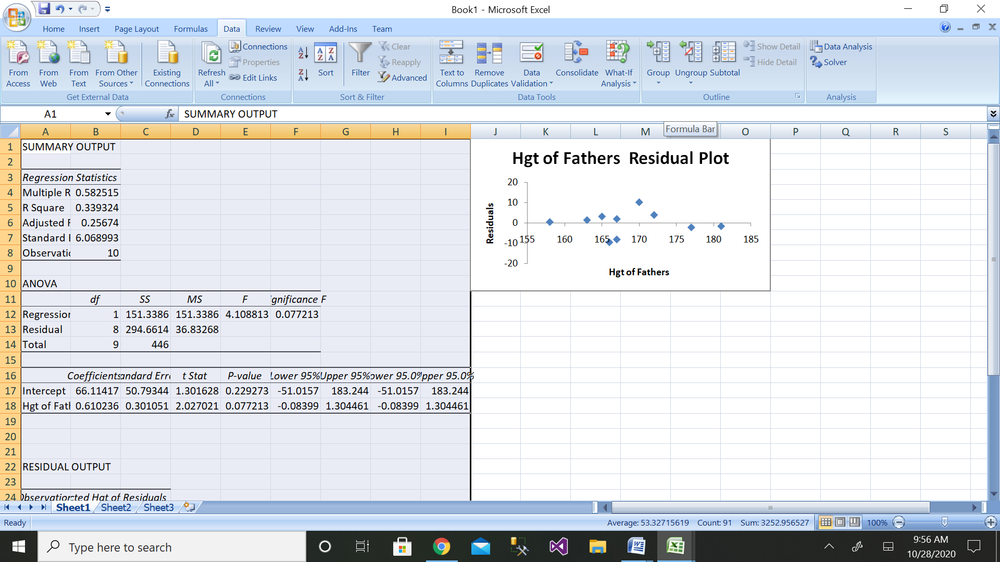 Book1 - Microsoft Excel
Home Insert Page Layout Formulas Data Review View Add-Ins Team
From Access
From Web
From Text
From Other Sources
Existing Connections
Get External Data
Refresh All
Connections
Properties
Edit Links
Connections
Sort
Filter
Clear
Reapply
Advanced
Sort & Filter
Text to Columns
Remove Duplicates
Data Validation
Consolidate
What-If Analysis
Data Tools
Group
Ungroup
Subtotal
Show Detail
Hide Detail
Outline
Data Analysis
Solver
Analysis
A1 fx SUMMARY OUTPUT
Formula Bar
A B C D E F G H I J K L M O P Q R S
1 SUMMARY OUTPUT
2
3 Regression Statistics
4 Multiple R 0.582515
5 R Square 0.339324
6 Adjusted R 0.25674
7 Standard E 6.068993
8 Observatio 10
9
10 ANOVA
11 df SS MS F gnificance F
12 Regression 1 151.3386 151.3386 4.108813 0.077213
13 Residual 8 294.6614 36.83268
14 Total 9 446
15
16 Coefficients andard Erro t Stat P-value Lower 95% Upper 95% ower 95.0% pper 95.0%
17 Intercept 66.11417 50.79344 1.301628 0.229273 -51.0157 183.244 -51.0157 183.244
18 Hgt of Fath 0.610236 0.301051 2.027021 0.077213 -0.08399 1.304461 -0.08399 1.304461
19
20
21
22 RESIDUAL OUTPUT
23
24 Observation cted Hgt of Residuals
Hgt of Fathers Residual Plot
Residuals
20
10
0
-10
-20
155 160 165 170 175 180 185
Hgt of Fathers
Sheet1 Sheet2 Sheet3
Ready
Average: 53.32715619 Count: 91 Sum: 3252.956527
100%
Type here to search
9:56 AM
10/28/2020